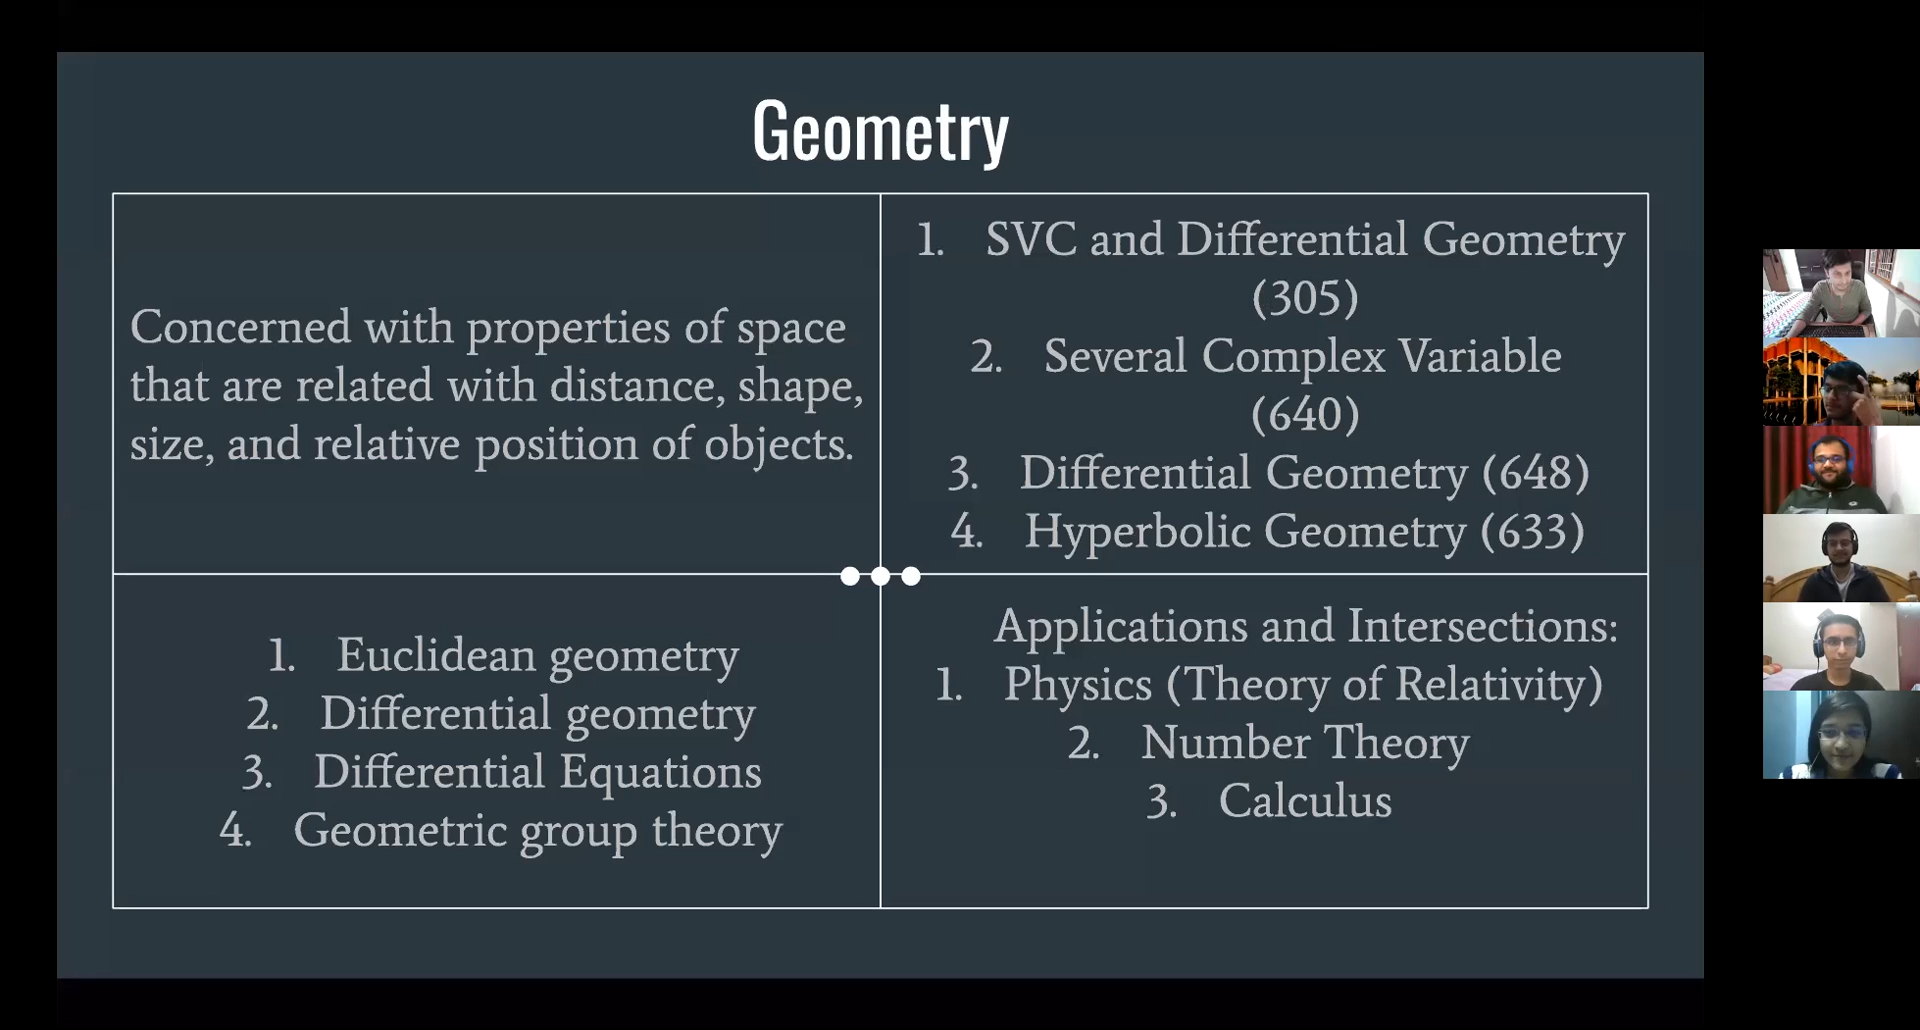 Geometry
Concerned with properties of space
that are related with distance, shape,
size, and relative position of objects.
1. SVC and Differential Geometry
(305)
2. Several Complex Variable
(640)
3. Differential Geometry (648)
4. Hyperbolic Geometry (633)
1. Euclidean geometry
2. Differential geometry
3. Differential Equations
4. Geometric group theory
Applications and Intersections:
1. Physics (Theory of Relativity)
2. Number Theory
3. Calculus